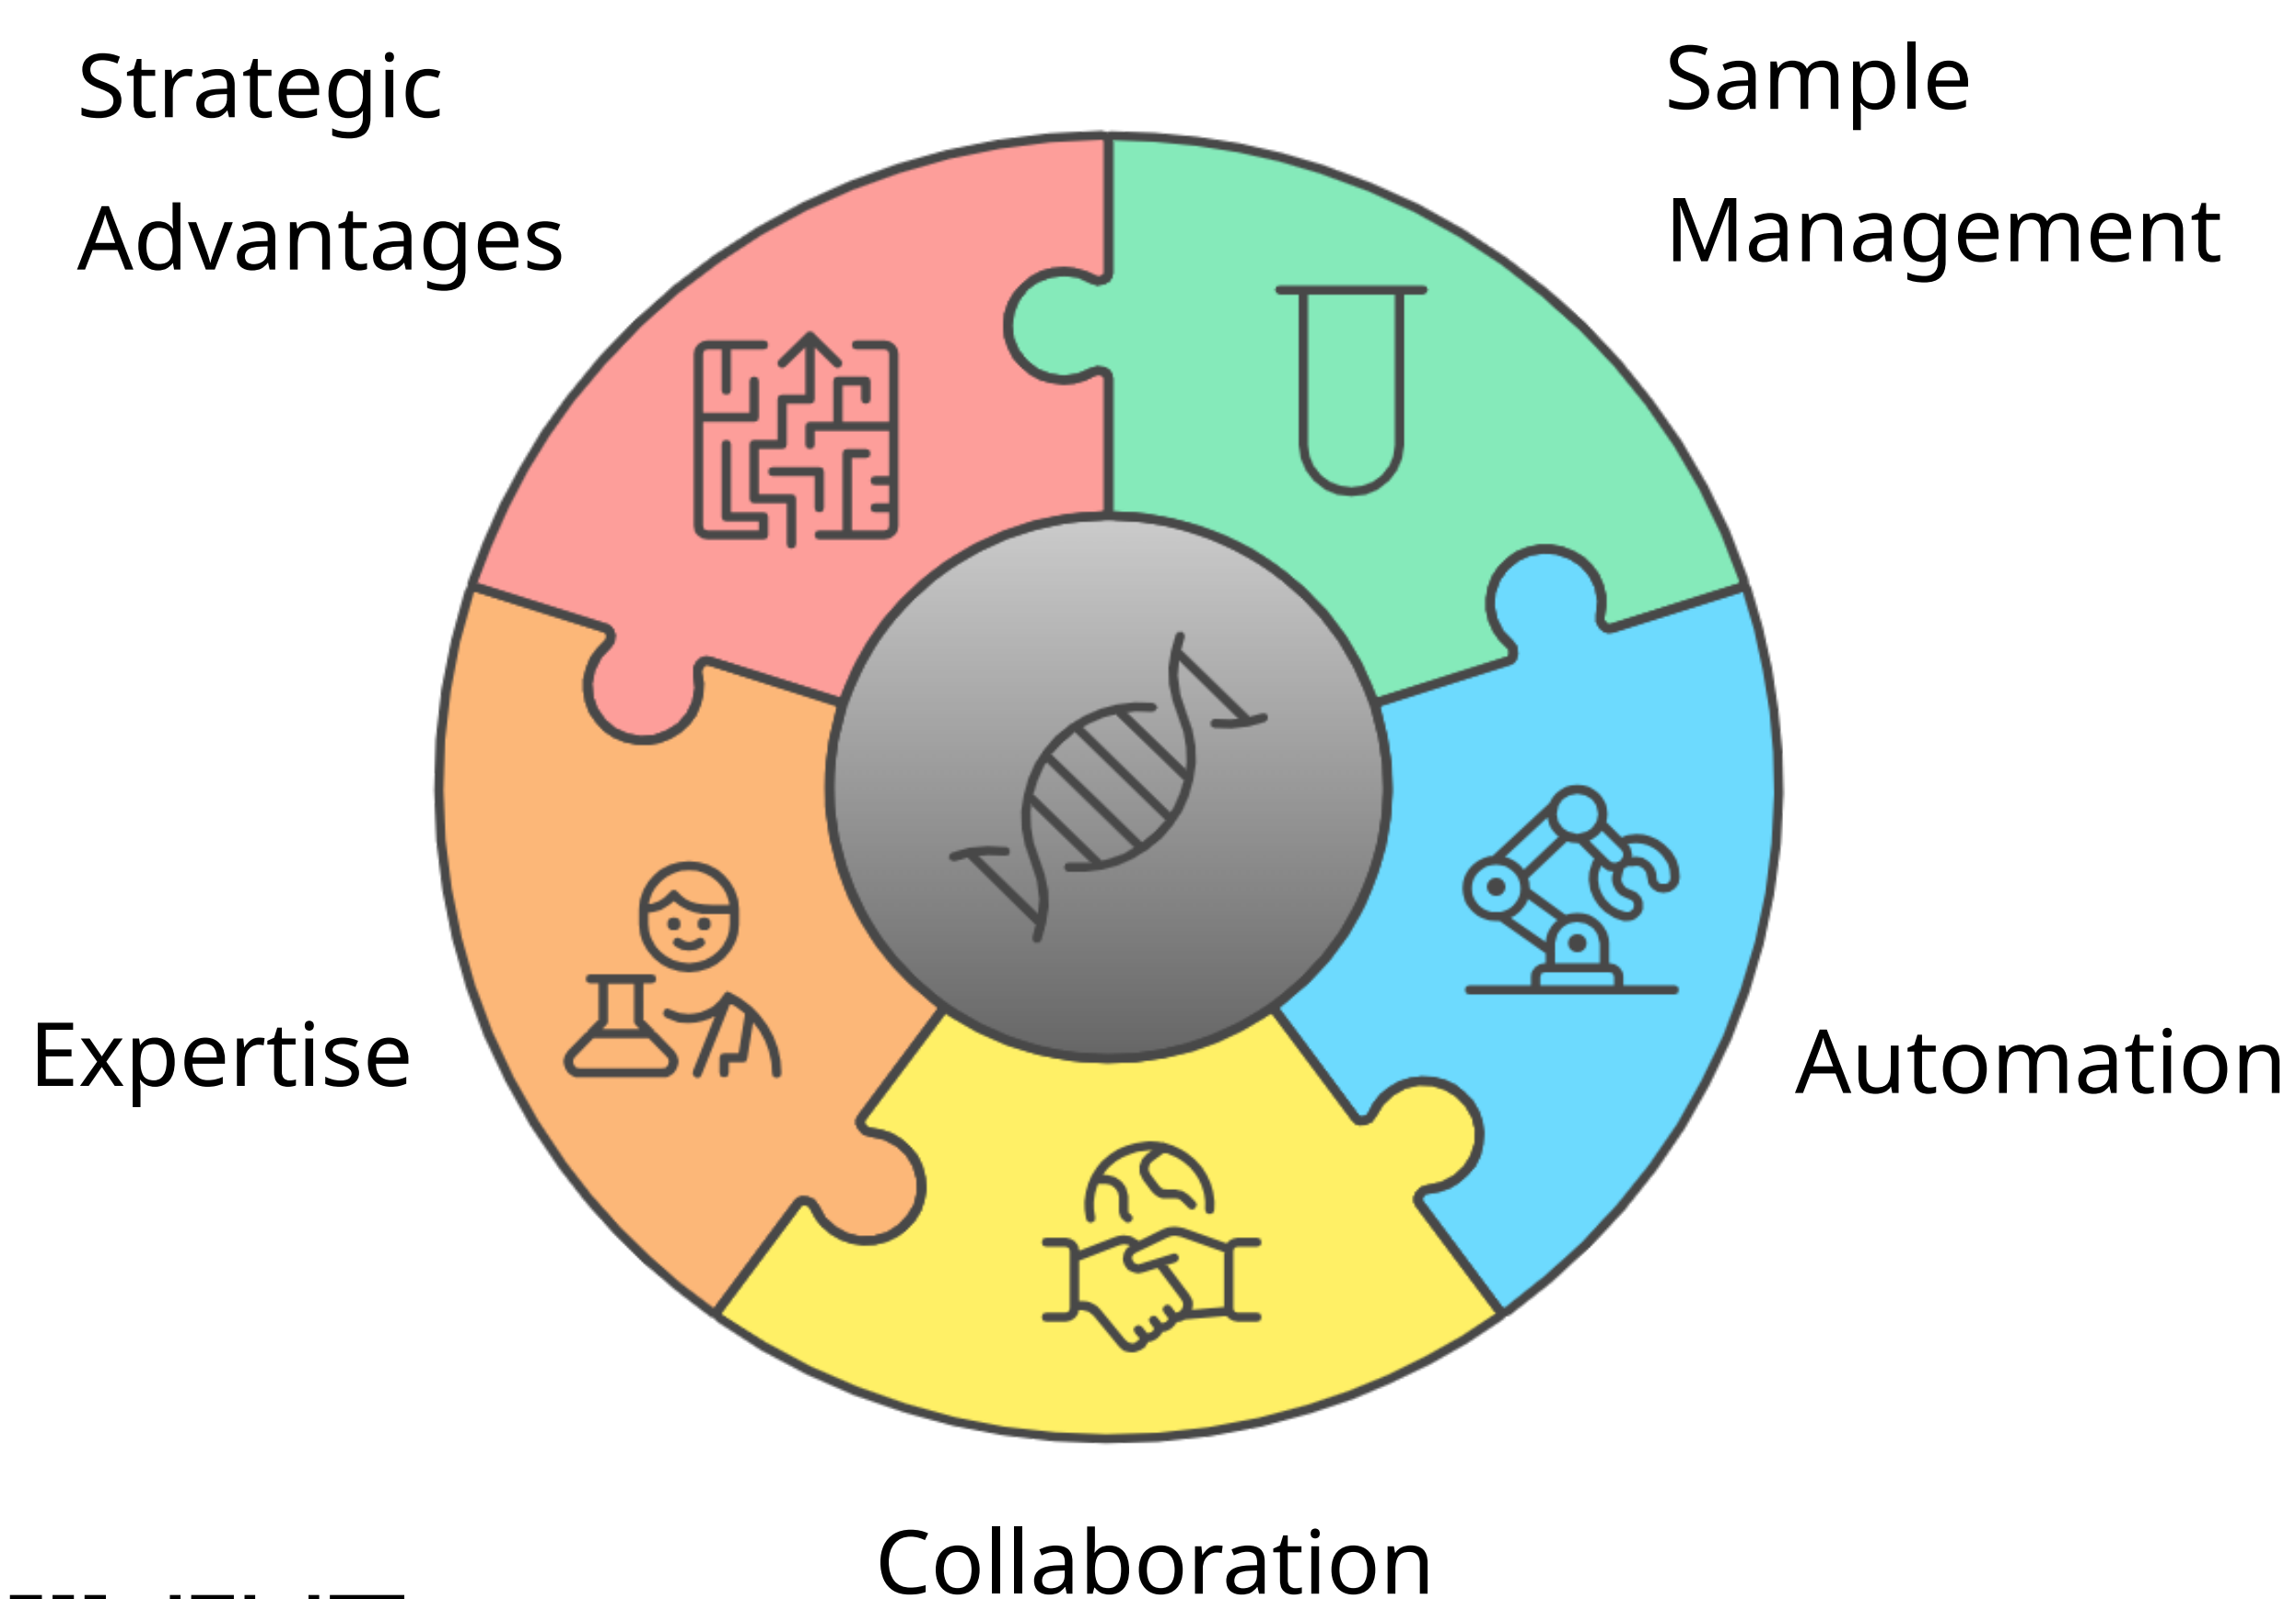 Strategic
Advantages
Sample
Management
Expertise
Automation
Collaboration